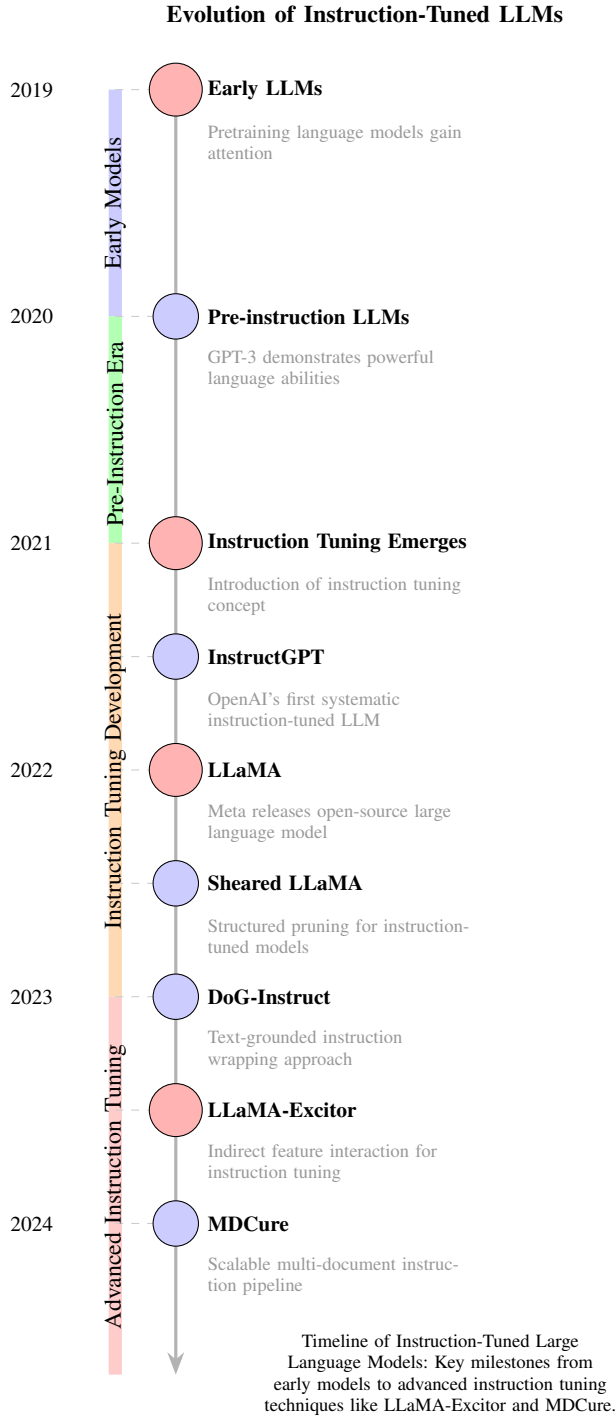 Evolution of Instruction-Tuned LLMs
2019
Early LLMs
Pretraining language models gain
attention
Early Models
2020
Pre-instruction LLMs
GPT-3 demonstrates powerful
language abilities
Pre-Instruction Era
2021
Instruction Tuning Emerges
Introduction of instruction tuning
concept
InstructGPT
OpenAI's first systematic
instruction-tuned LLM
Instruction Tuning Development
2022
LLaMA
Meta releases open-source large
language model
Sheared LLaMA
Structured pruning for instruction-
tuned models
2023
DoG-Instruct
Text-grounded instruction
wrapping approach
Advanced Instruction Tuning
LLaMA-Excitor
Indirect feature interaction for
instruction tuning
2024
MDCure
Scalable multi-document instruc-
tion pipeline
Timeline of Instruction-Tuned Large
Language Models: Key milestones from
early models to advanced instruction tuning
techniques like LLaMA-Excitor and MDCure.